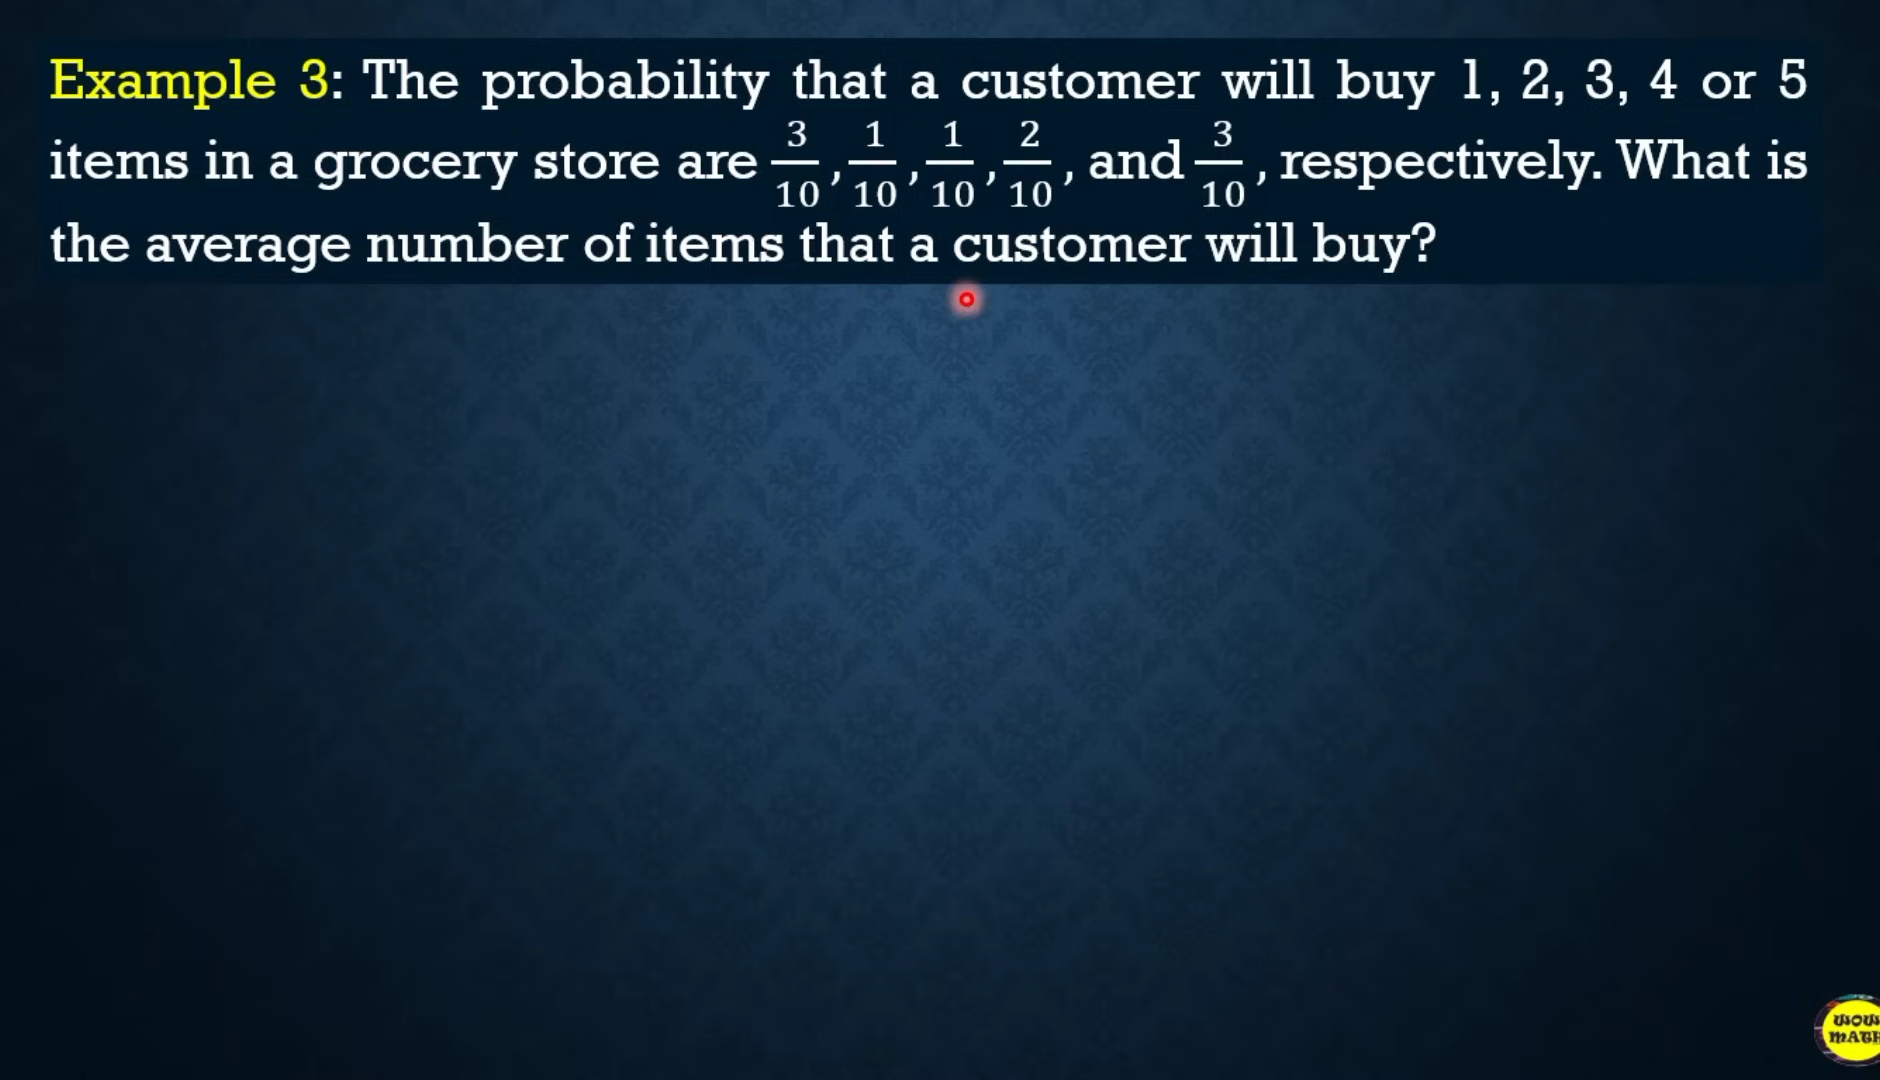 Example 3: The probability that a customer will buy 1, 2, 3, 4 or 5
items in a grocery store are 3/10, 1/10, 1/10, 2/10, and 3/10, respectively. What is
the average number of items that a customer will buy?
WOW
MATH